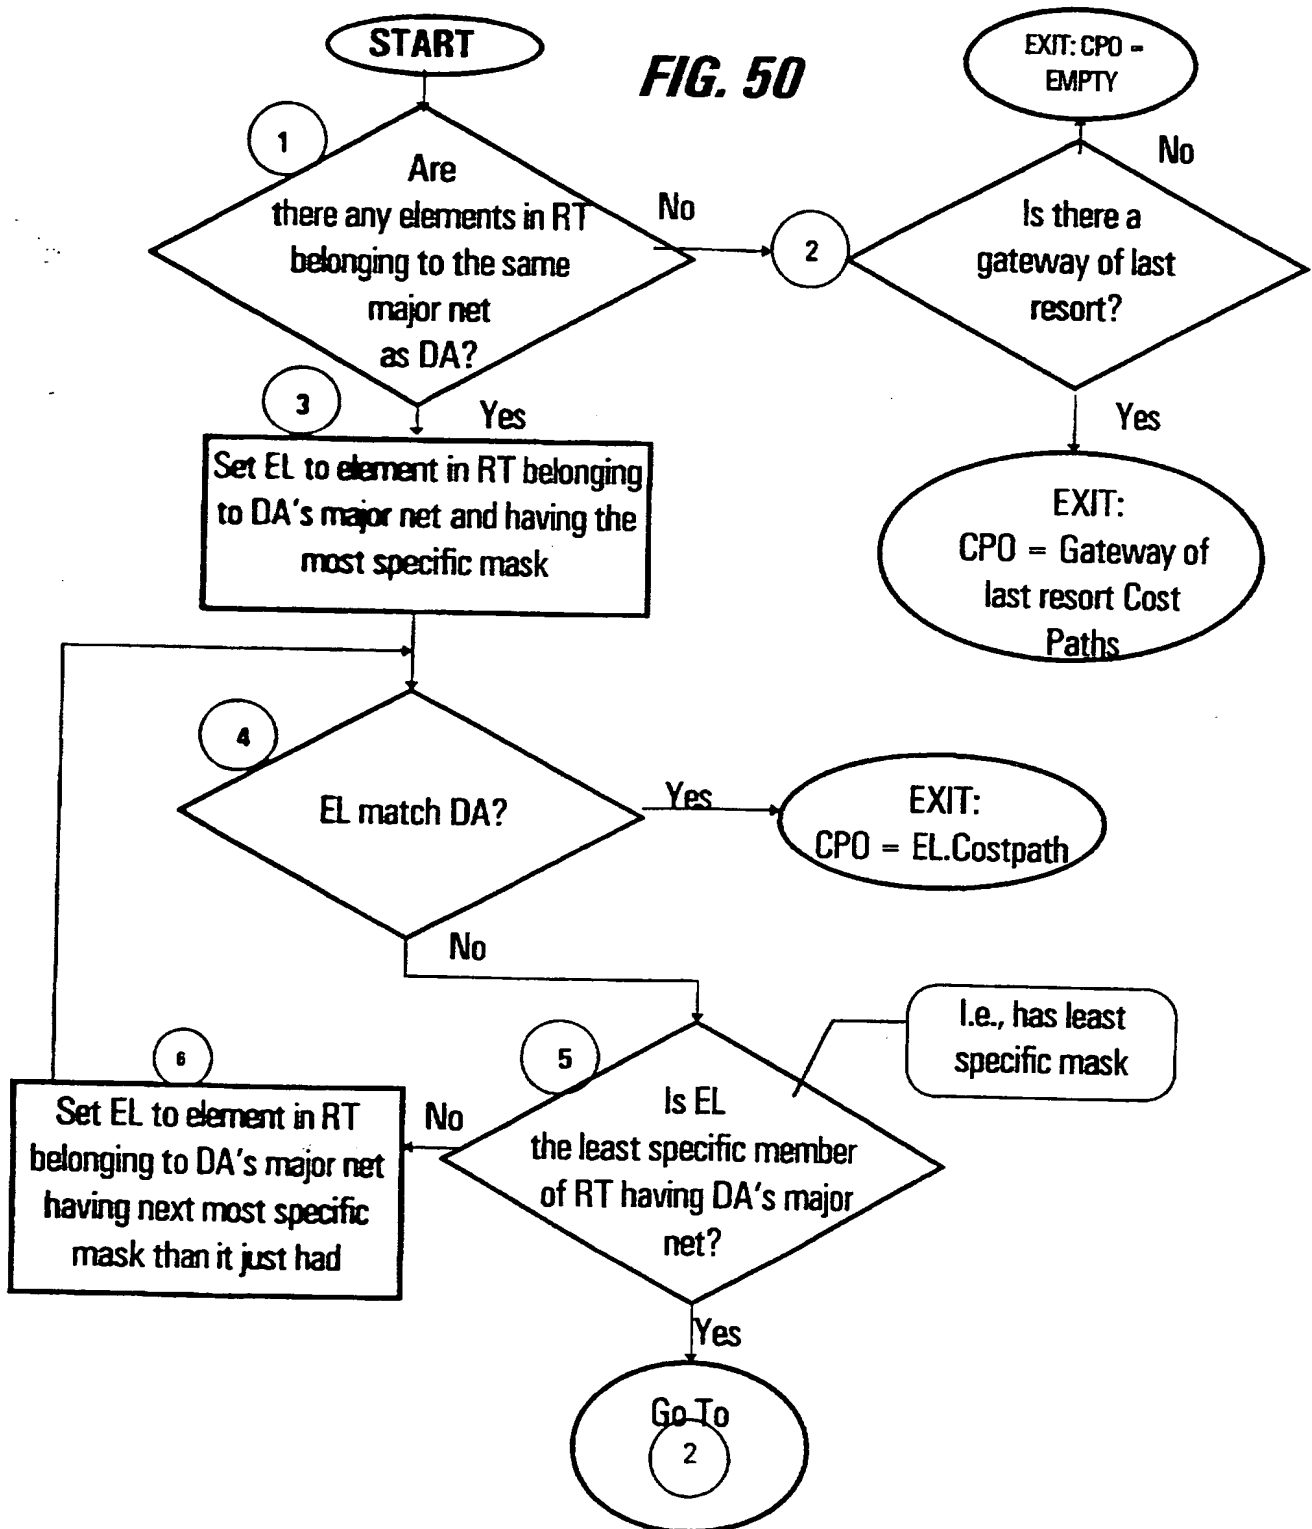 START
FIG. 50
EXIT: CPO =
EMPTY
1
Are
there any elements in RT
belonging to the same
major net
as DA?
No
2
Is there a
gateway of last
resort?
No
Yes
EXIT:
CPO = Gateway of
last resort Cost
Paths
Yes
3
Set EL to element in RT belonging
to DA's major net and having the
most specific mask
4
EL match DA?
Yes
EXIT:
CPO = EL.Costpath
No
5
Is EL
the least specific member
of RT having DA's major
net?
I.e., has least
specific mask
No
6
Set EL to element in RT
belonging to DA's major net
having next most specific
mask than it just had
Yes
Go To
2